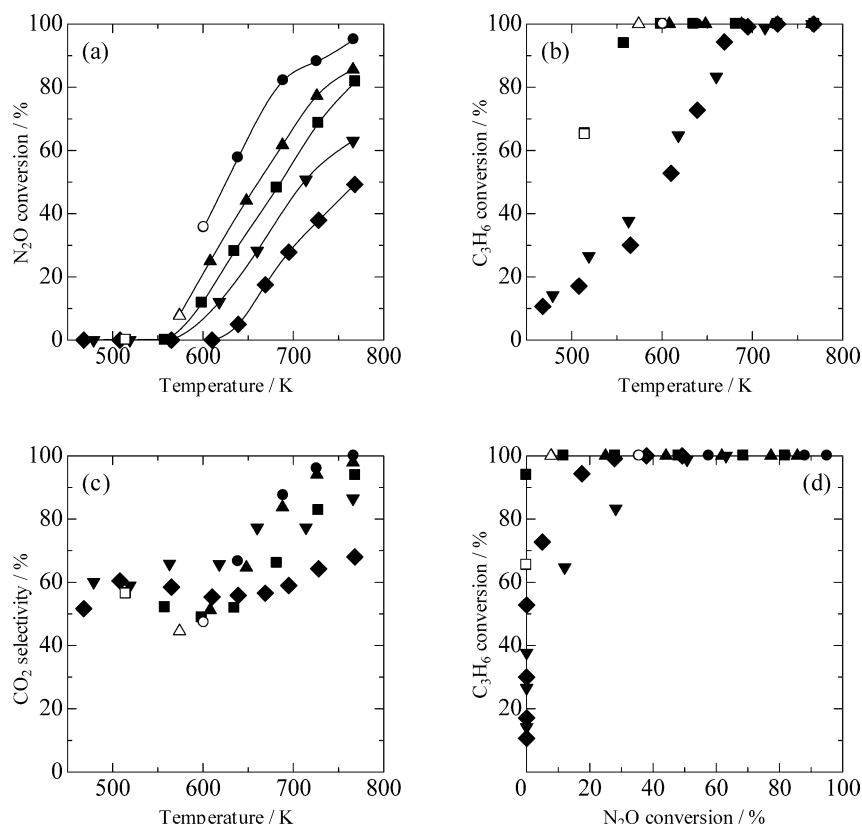 (a)
100
80
60
40
20
0
N₂O conversion / %
500 600 700 800
Temperature / K
(b)
100
80
60
40
20
0
C₃H₆ conversion / %
500 600 700 800
Temperature / K
(c)
100
80
60
40
20
0
CO₂ selectivity / %
500 600 700 800
Temperature / K
(d)
100
80
60
40
20
C₃H₆ conversion / %
0 20 40 60 80 100
N₂O conversion / %